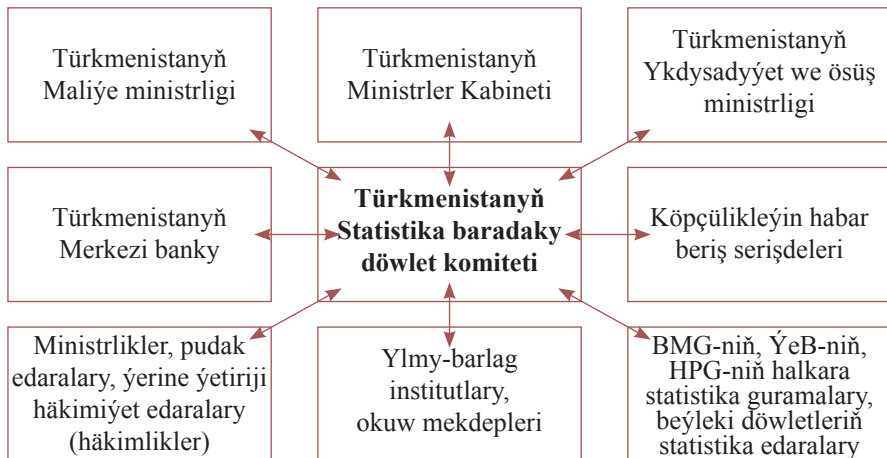 Türkmenistanyň
Maliýe ministrligi
Türkmenistanyň
Ministrler Kabineti
Türkmenistanyň
Ykdysadyýet we ösüş
ministrligi
Türkmenistanyň
Merkezi banky
Türkmenistanyň
Statistika baradaky
döwlet komiteti
Köpçülikleýin habar
beriş serişdeleri
Ministrlikler, pudak
edaralary, ýerine ýetiriji
häkimiýet edaralary
(häkimlikler)
Ylmy-barlag
institutlary,
okuw mekdepleri
BMG-niň, ÝeB-niň,
HPG-niň halkara
statistika guramalary,
beýleki döwletleriň
statistika edaralary